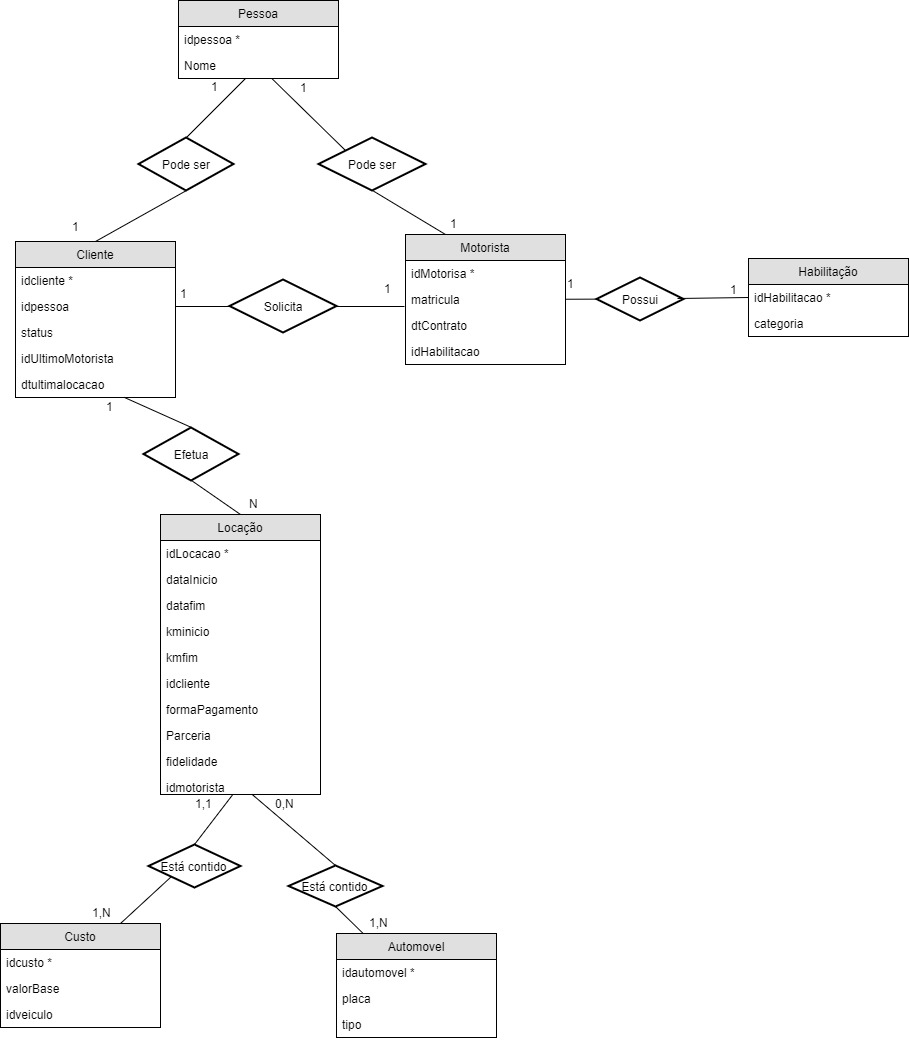 Pessoa
idpessoa *
Nome
1
1
Pode ser
Pode ser
1
1
Cliente
idcliente *
idpessoa
status
idUltimoMotorista
dtultimalocacao
1
Solicita
1
Motorista
idMotorisa *
matricula
dtContrato
idHabilitacao
1
Possui
1
Habilitação
idHabilitacao *
categoria
1
Efetua
N
Locação
idLocacao *
dataInicio
datafim
kminicio
kmfim
idcliente
formaPagamento
Parceria
fidelidade
idmotorista
1,1
0,N
Está contido
Está contido
1,N
1,N
Custo
idcusto *
valorBase
idveiculo
Automovel
idautomovel *
placa
tipo